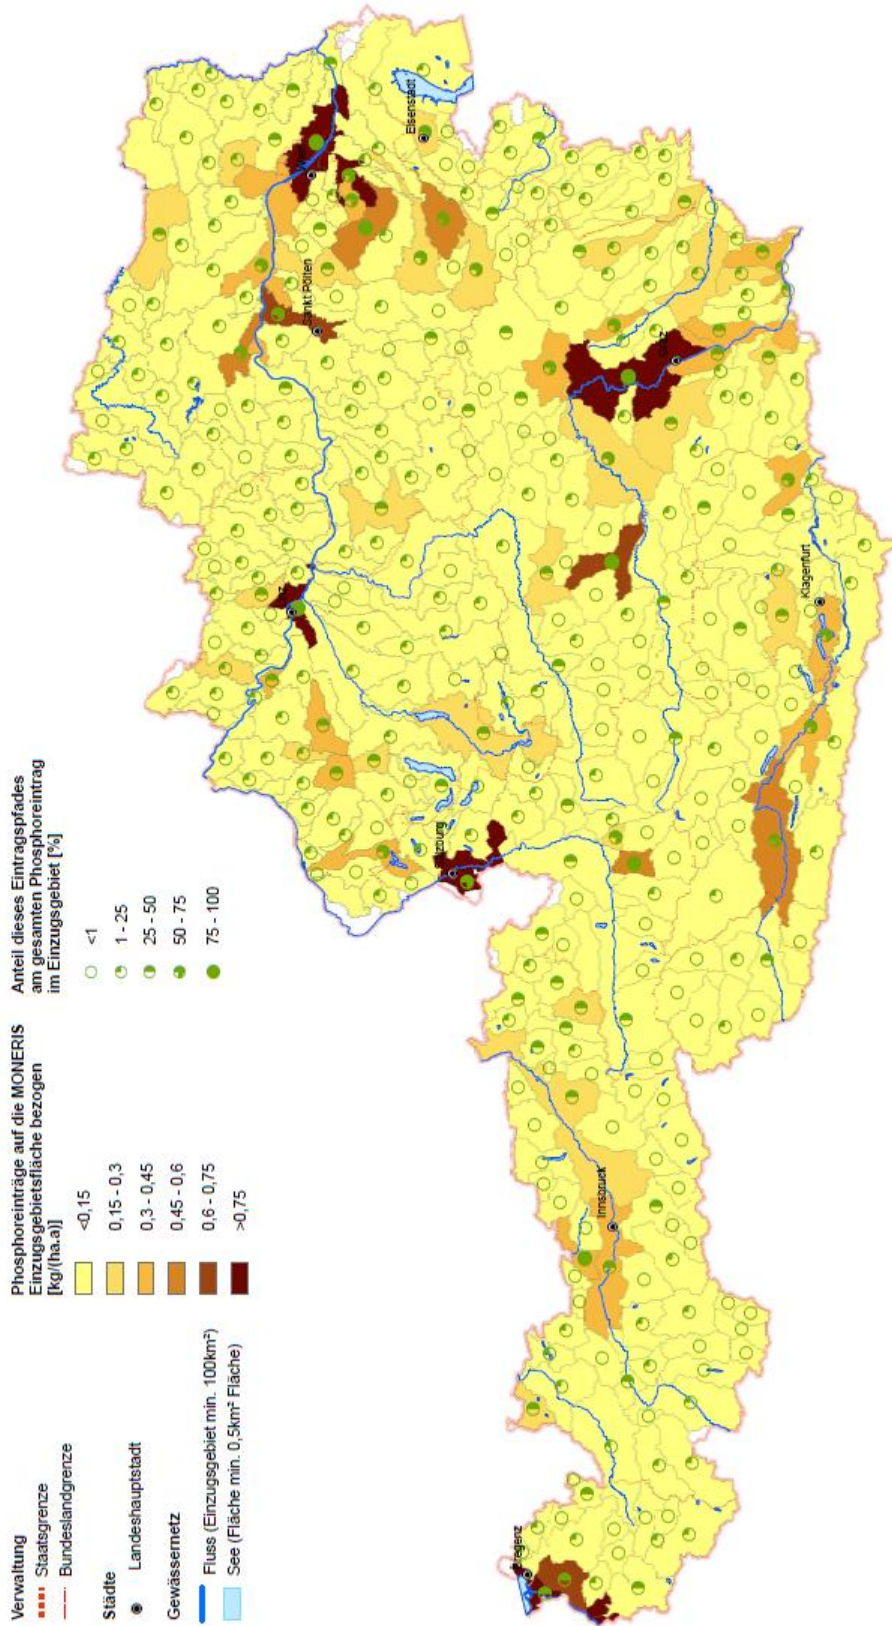 Verwaltung
Staatsgrenze
Bundeslandgrenze
Städte
Landeshauptstadt
Gewässernetz
Fluss (Einzugsgebiet min. 100km²)
See (Fläche min. 0,5km² Fläche)
Phosphoreinträge auf die MONERIS
Einzugsgebietsfläche bezogen
[kg/(ha.a)]
<0,15
0,15 - 0,3
0,3 - 0,45
0,45 - 0,6
0,6 - 0,75
>0,75
Anteil dieses Eintragspfades
am gesamten Phosphoreintrag
im Einzugsgebiet [%]
<1
1 - 25
25 - 50
50 - 75
75 - 100
Bregenz
Innsbruck
Salzburg
Klagenfurt
Graz
Sankt Pölten
Eisenstadt